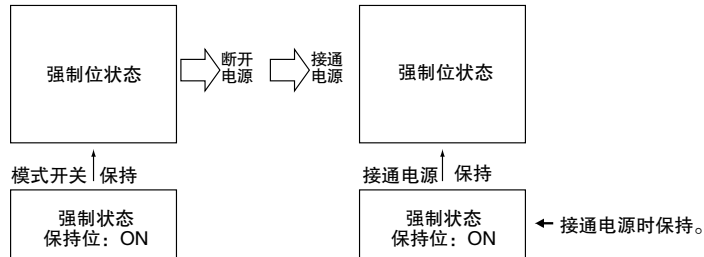 强制位状态
断开
电源
接通
电源
强制位状态
模式开关 保持
接通电源 保持
强制状态
保持位：ON
强制状态
保持位：ON
接通电源时保持。